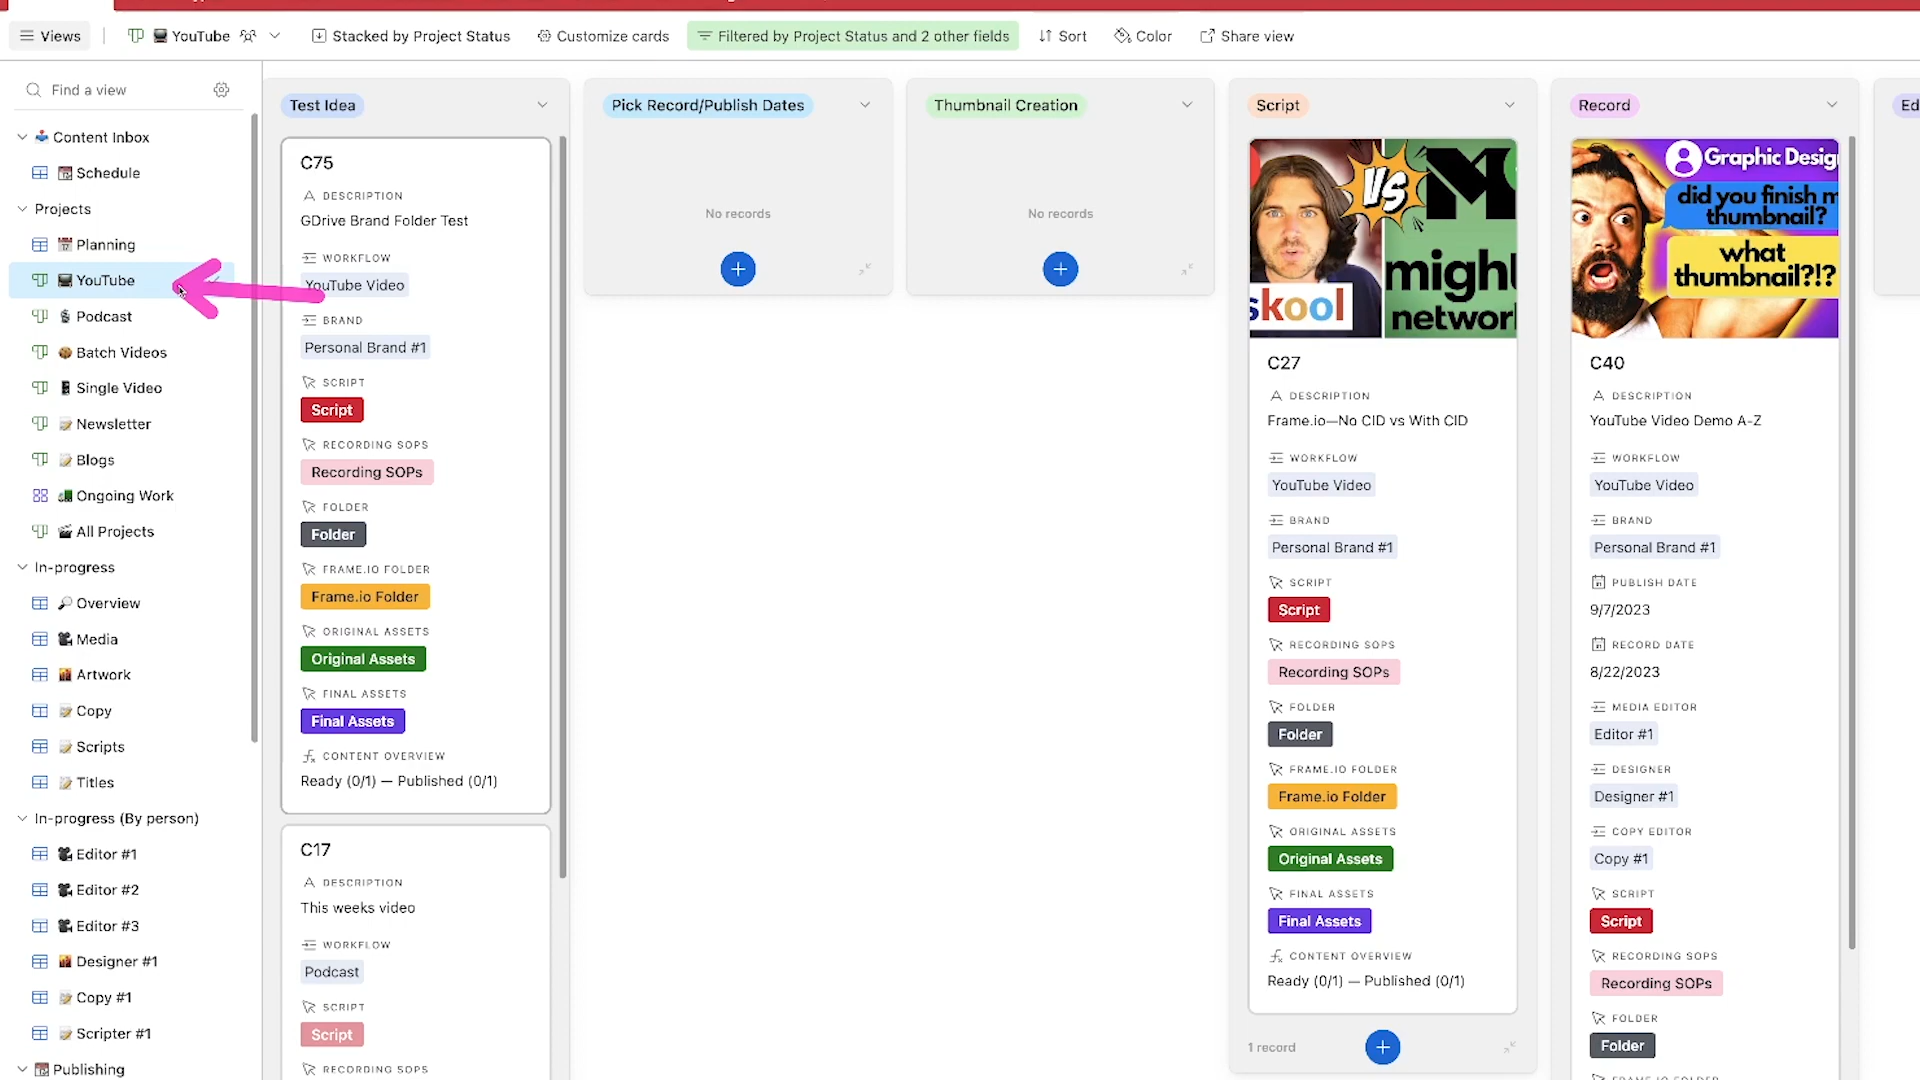 Views
YouTube
Stacked by Project Status
Customize cards
Filtered by Project Status and 2 other fields
Sort
Color
Share view
Find a view
Content Inbox
Schedule
Projects
Planning
YouTube
Podcast
Batch Videos
Single Video
Newsletter
Blogs
Ongoing Work
All Projects
In-progress
Overview
Media
Artwork
Copy
Scripts
Titles
In-progress (By person)
Editor #1
Editor #2
Editor #3
Designer #1
Copy #1
Scripter #1
Publishing
Test Idea
C75
DESCRIPTION
GDrive Brand Folder Test
WORKFLOW
YouTube Video
BRAND
Personal Brand #1
SCRIPT
Script
RECORDING SOPS
Recording SOPs
FOLDER
Folder
FRAME.IO FOLDER
Frame.io Folder
ORIGINAL ASSETS
Original Assets
FINAL ASSETS
Final Assets
CONTENT OVERVIEW
Ready (0/1) — Published (0/1)
C17
DESCRIPTION
This weeks video
WORKFLOW
Podcast
SCRIPT
Script
RECORDING SOPS
Pick Record/Publish Dates
No records
Thumbnail Creation
No records
Script
VS
skool
might
networ
C27
DESCRIPTION
Frame.io—No CID vs With CID
WORKFLOW
YouTube Video
BRAND
Personal Brand #1
SCRIPT
Script
RECORDING SOPS
Recording SOPs
FOLDER
Folder
FRAME.IO FOLDER
Frame.io Folder
ORIGINAL ASSETS
Original Assets
FINAL ASSETS
Final Assets
CONTENT OVERVIEW
Ready (0/1) — Published (0/1)
1 record
Record
Graphic Desig
did you finish m
thumbnail?
what
thumbnail?!?
C40
DESCRIPTION
YouTube Video Demo A-Z
WORKFLOW
YouTube Video
BRAND
Personal Brand #1
PUBLISH DATE
9/7/2023
RECORD DATE
8/22/2023
MEDIA EDITOR
Editor #1
DESIGNER
Designer #1
COPY EDITOR
Copy #1
SCRIPT
Script
RECORDING SOPS
Recording SOPs
FOLDER
Folder
FRAME.IO FOLDER
Ed